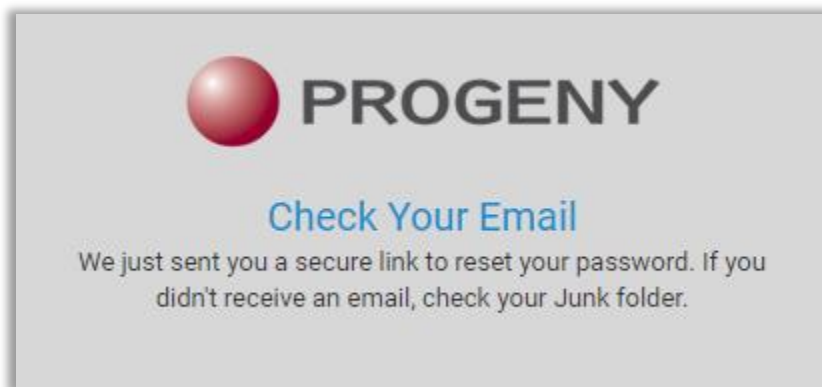 PROGENY
Check Your Email
We just sent you a secure link to reset your password. If you
didn't receive an email, check your Junk folder.